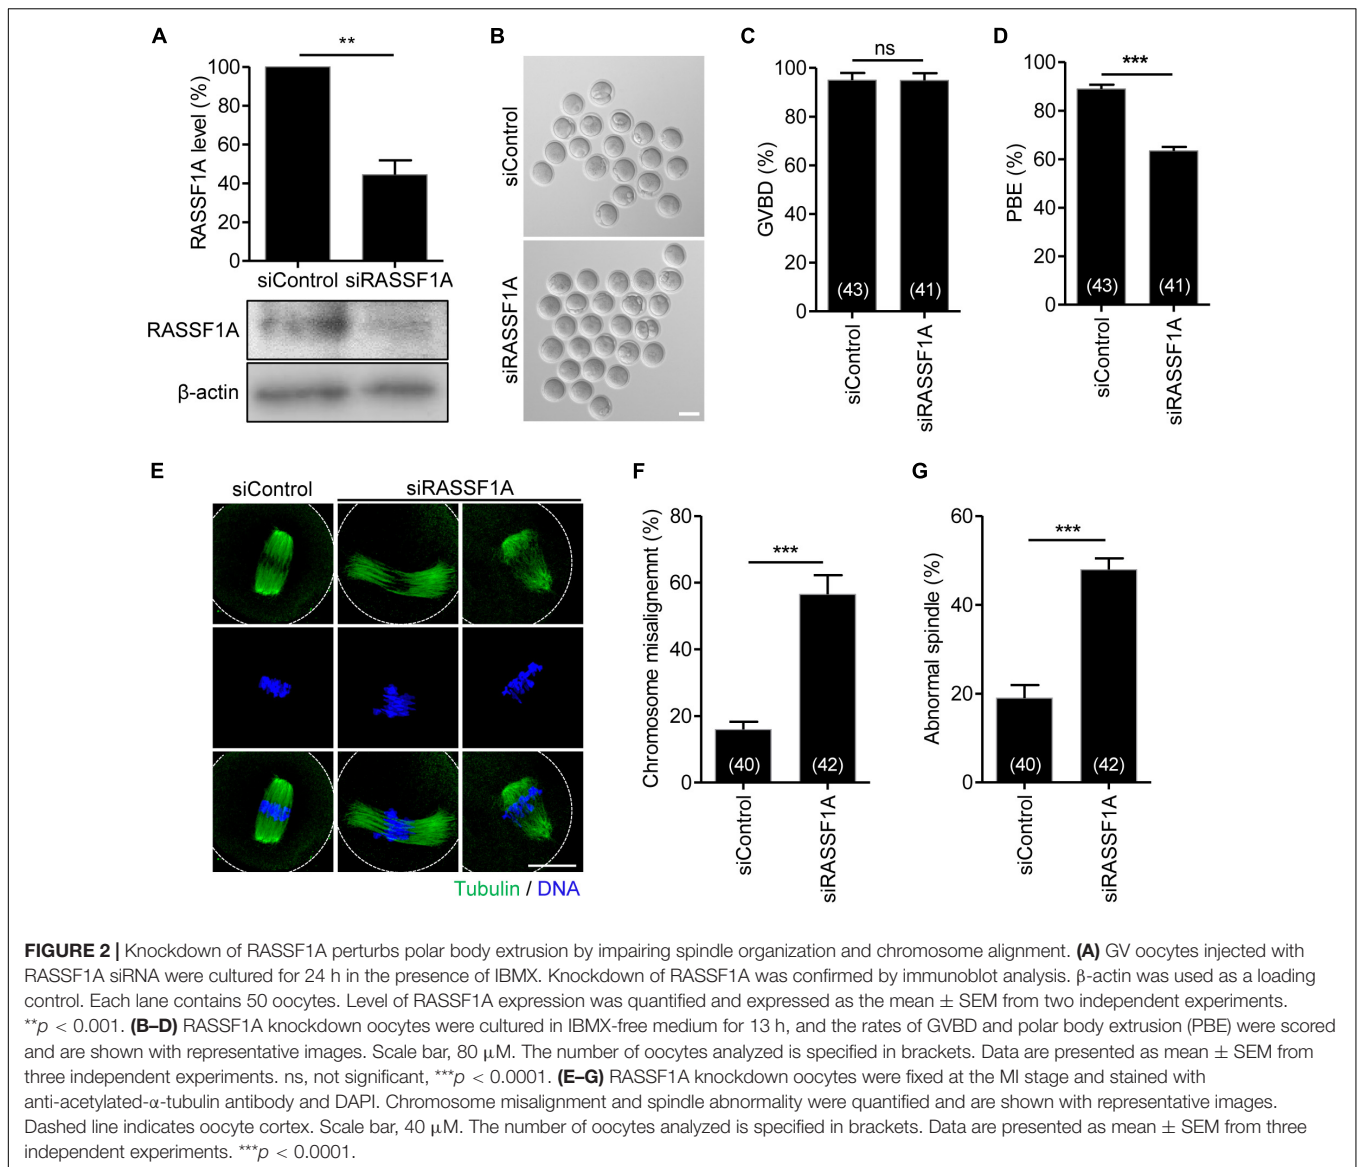 A
**
RASSF1A level (%)
100
80
60
40
20
0
siControl siRASSF1A
RASSF1A
β-actin
B
siControl
siRASSF1A
C
ns
GVBD (%)
100
80
60
40
20
0
(43)
(41)
siControl
siRASSF1A
D
***
PBE (%)
100
80
60
40
20
0
(43)
(41)
siControl
siRASSF1A
E
siControl
siRASSF1A
Tubulin / DNA
F
***
Chromosome misalignemnt (%)
80
60
40
20
0
(40)
(42)
siControl
siRASSF1A
G
***
Abnormal spindle (%)
60
40
20
0
(40)
(42)
siControl
siRASSF1A
FIGURE 2 | Knockdown of RASSF1A perturbs polar body extrusion by impairing spindle organization and chromosome alignment. (A) GV oocytes injected with
RASSF1A siRNA were cultured for 24 h in the presence of IBMX. Knockdown of RASSF1A was confirmed by immunoblot analysis. β-actin was used as a loading
control. Each lane contains 50 oocytes. Level of RASSF1A expression was quantified and expressed as the mean ± SEM from two independent experiments.
**p < 0.001. (B–D) RASSF1A knockdown oocytes were cultured in IBMX-free medium for 13 h, and the rates of GVBD and polar body extrusion (PBE) were scored
and are shown with representative images. Scale bar, 80 μM. The number of oocytes analyzed is specified in brackets. Data are presented as mean ± SEM from
three independent experiments. ns, not significant, ***p < 0.0001. (E–G) RASSF1A knockdown oocytes were fixed at the MI stage and stained with
anti-acetylated-α-tubulin antibody and DAPI. Chromosome misalignment and spindle abnormality were quantified and are shown with representative images.
Dashed line indicates oocyte cortex. Scale bar, 40 μM. The number of oocytes analyzed is specified in brackets. Data are presented as mean ± SEM from three
independent experiments. ***p < 0.0001.